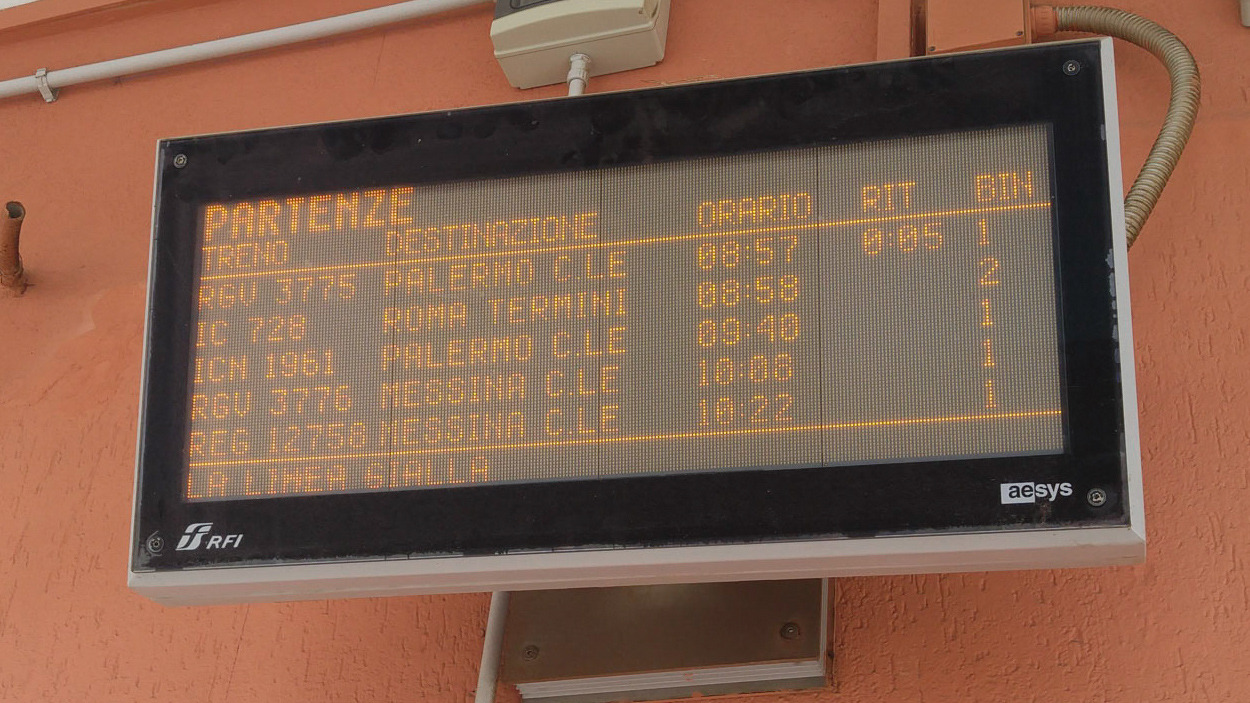 PARTENZE
TRENO DESTINAZIONE ORARIO RIT BIN
RGV 3775 PALERMO C.LE 08:57 0:05 1
IC 728 ROMA TERMINI 08:58 2
ICN 1961 PALERMO C.LE 09:40 1
RGV 3776 MESSINA C.LE 10:08 1
REG 12758 MESSINA C.LE 10:22 1
LA LINEA GIALLA
RFI
aesys